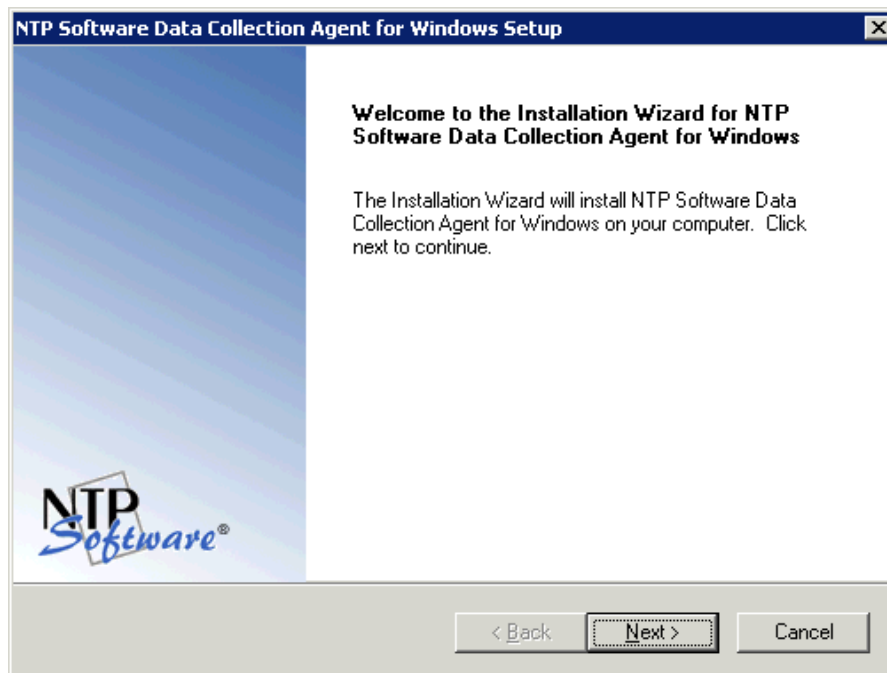 NTP Software Data Collection Agent for Windows Setup
Welcome to the Installation Wizard for NTP
Software Data Collection Agent for Windows
The Installation Wizard will install NTP Software Data
Collection Agent for Windows on your computer. Click
next to continue.
NTP
Software®
< Back
Next >
Cancel